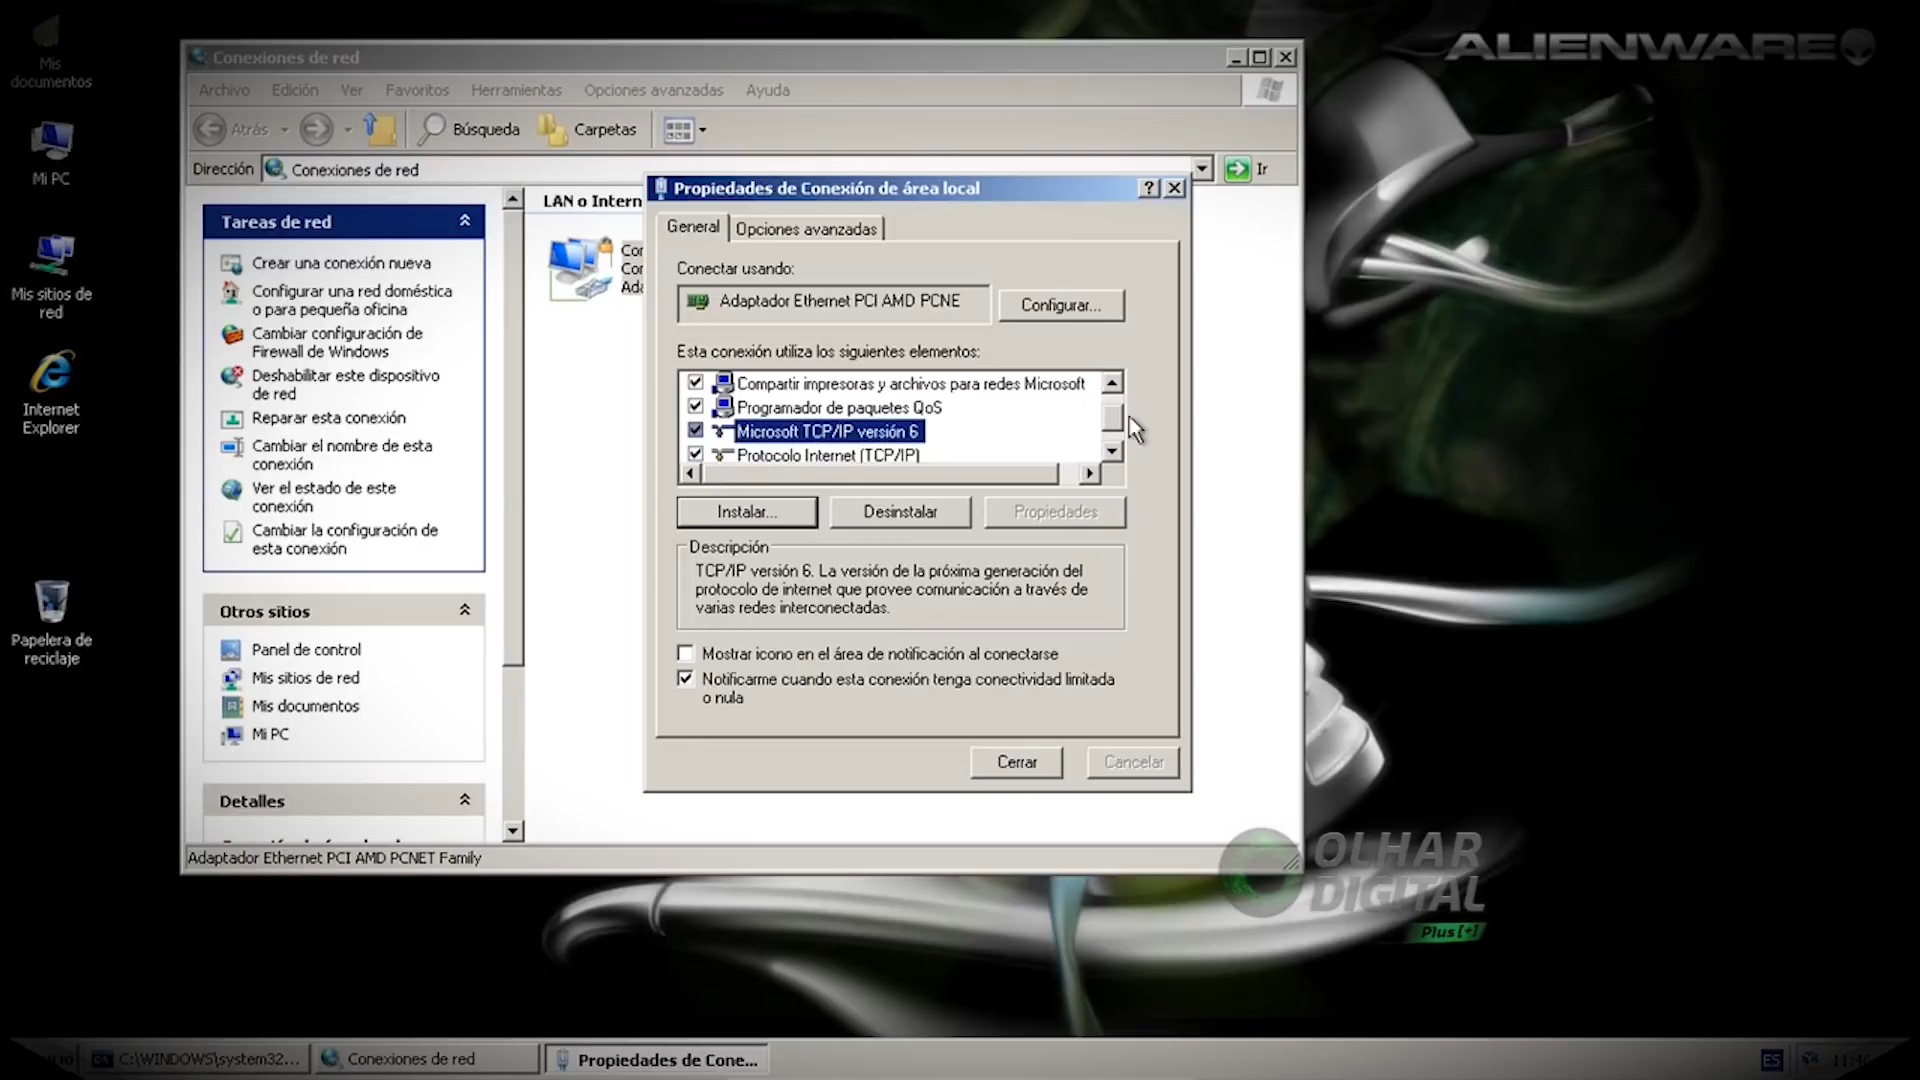 Mis
documentos
Mi PC
Mis sitios de
red
Internet
Explorer
Papelera de
reciclaje
ALIENWARE
Conexiones de red
Archivo Edición Ver Favoritos Herramientas Opciones avanzadas Ayuda
Atrás Búsqueda Carpetas
Dirección Conexiones de red Ir
Tareas de red
Crear una conexión nueva
Configurar una red doméstica
o para pequeña oficina
Cambiar configuración de
Firewall de Windows
Deshabilitar este dispositivo
de red
Reparar esta conexión
Cambiar el nombre de esta
conexión
Ver el estado de este
conexión
Cambiar la configuración de
esta conexión
Otros sitios
Panel de control
Mis sitios de red
Mis documentos
Mi PC
Detalles
LAN o Intern
Cor
Cor
Ada
Propiedades de Conexión de área local
General Opciones avanzadas
Conectar usando:
Adaptador Ethernet PCI AMD PCNE
Configurar...
Esta conexión utiliza los siguientes elementos:
Compartir impresoras y archivos para redes Microsoft
Programador de paquetes QoS
Microsoft TCP/IP versión 6
Protocolo Internet (TCP/IP)
Instalar... Desinstalar Propiedades
Descripción
TCP/IP versión 6. La versión de la próxima generación del
protocolo de internet que provee comunicación a través de
varias redes interconectadas.
Mostrar icono en el área de notificación al conectarse
Notificarme cuando esta conexión tenga conectividad limitada
o nula
Cerrar Cancelar
Adaptador Ethernet PCI AMD PCNET Family
OLHAR
DIGITAL
Plus[+]
C:\WINDOWS\system32... Conexiones de red Propiedades de Cone... ES